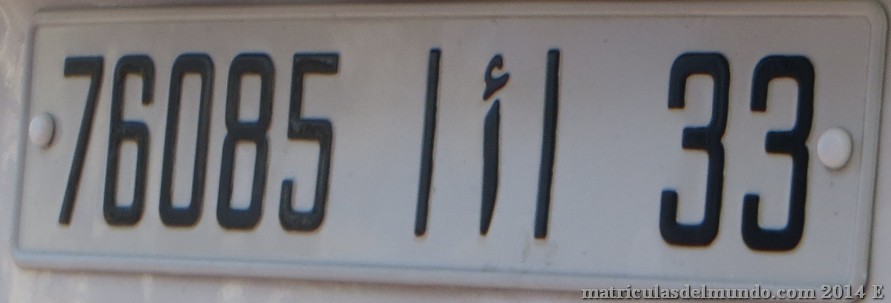 76085 | أ | 33
matriculasdelmundo.com 2014 E